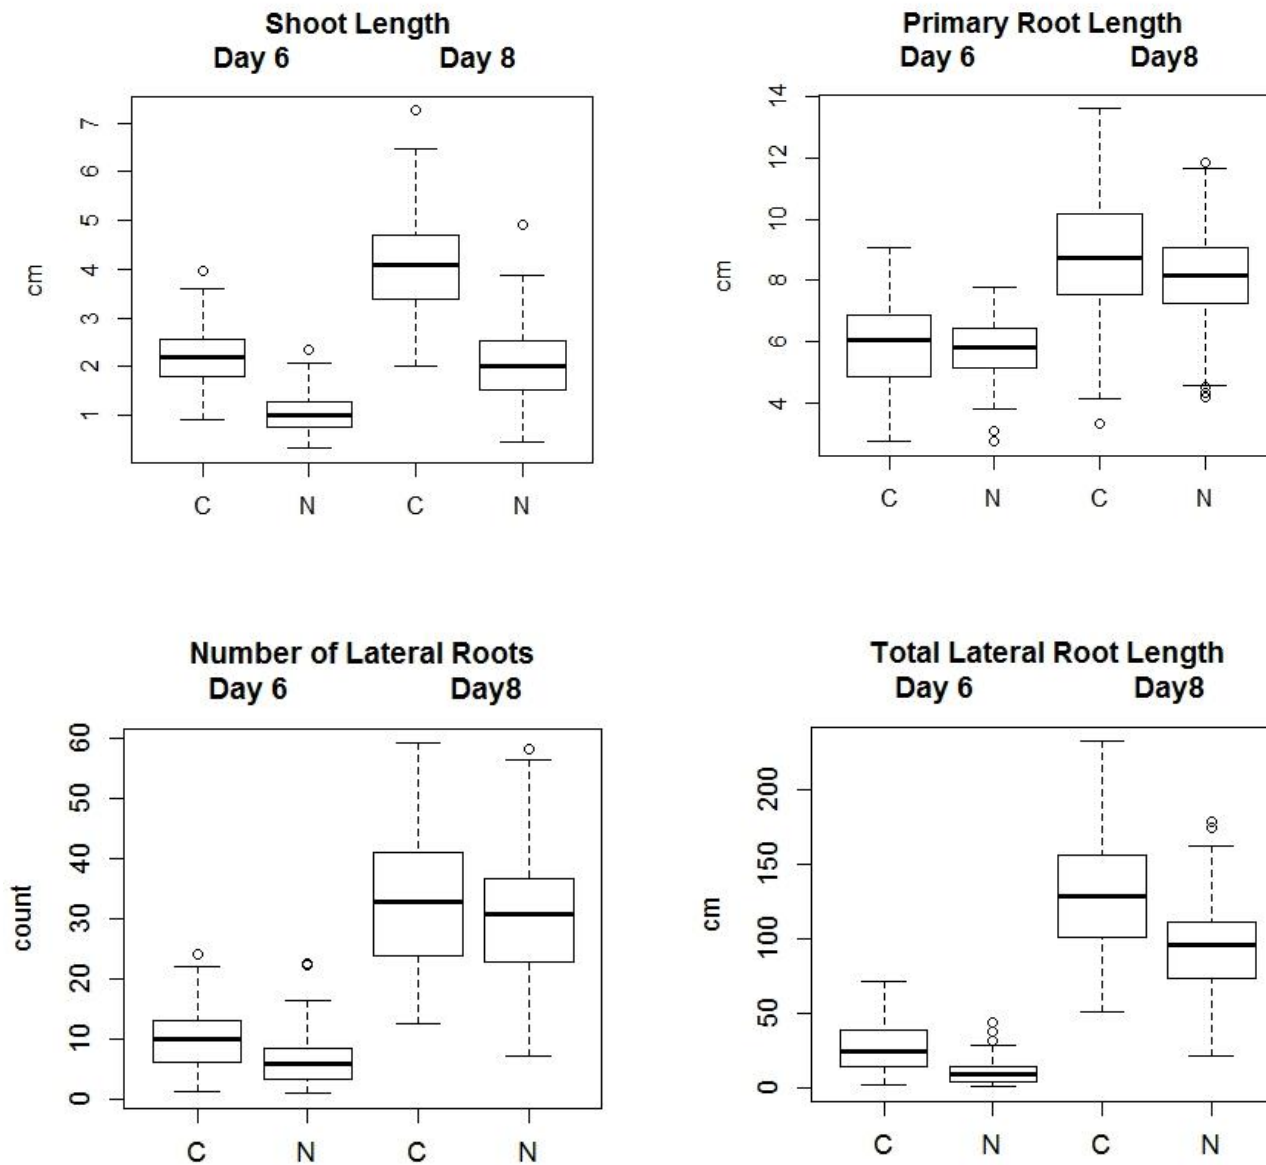 Shoot Length
Day 6 Day 8
cm
7
6
5
4
3
2
1
C N C N
Primary Root Length
Day 6 Day8
cm
14
12
10
8
6
4
C N C N
Number of Lateral Roots
Day 6 Day8
count
60
50
40
30
20
10
0
C N C N
Total Lateral Root Length
Day 6 Day8
cm
200
150
100
50
0
C N C N